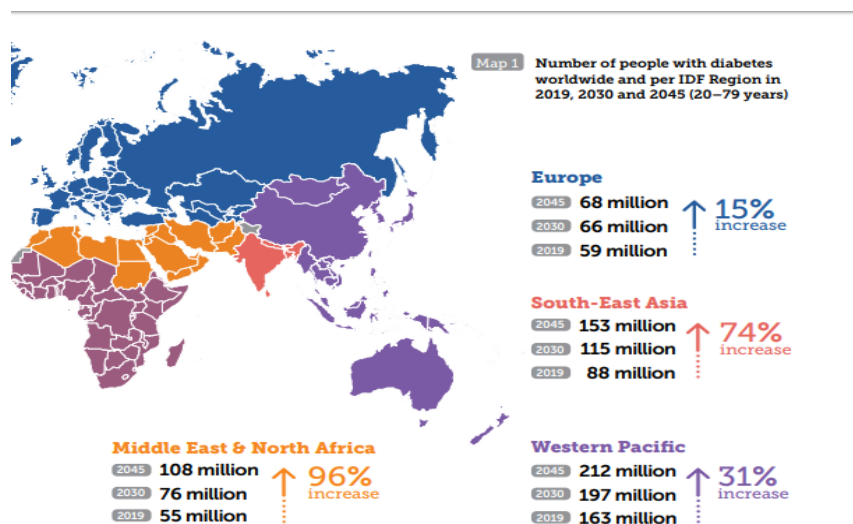 Map 1
Number of people with diabetes
worldwide and per IDF Region in
2019, 2030 and 2045 (20–79 years)
Europe
2045 68 million
2030 66 million
2019 59 million
15%
increase
South-East Asia
2045 153 million
2030 115 million
2019 88 million
74%
increase
Middle East & North Africa
2045 108 million
2030 76 million
2019 55 million
96%
increase
Western Pacific
2045 212 million
2030 197 million
2019 163 million
31%
increase